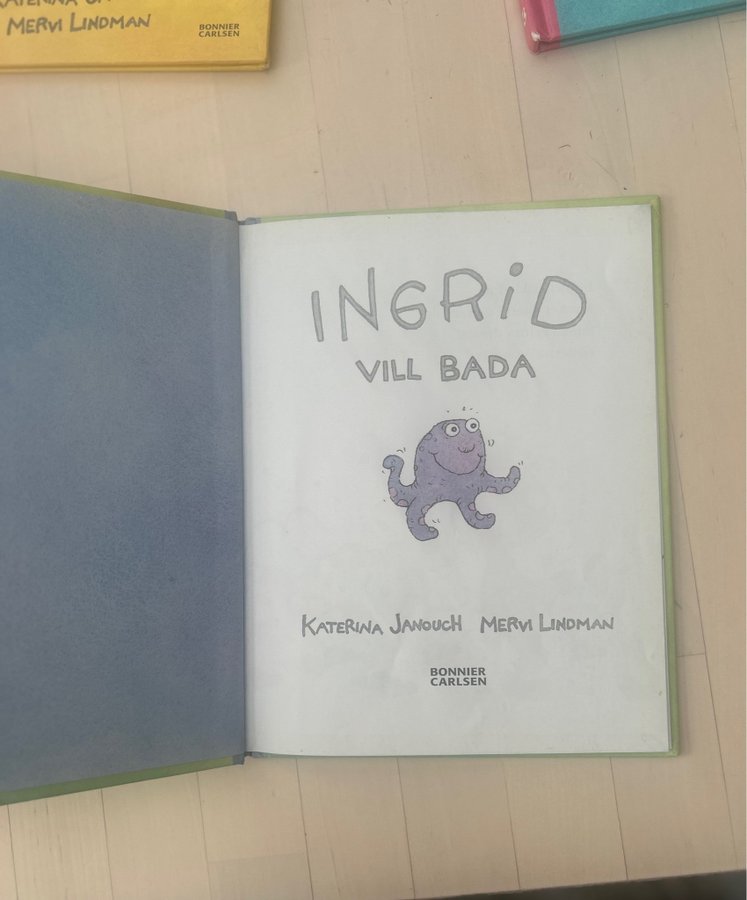 MERVI LINDMAN
BONNIER
CARLSEN
INGRiD
VILL BADA
KATERINA JANOUCH MERVI LINDMAN
BONNIER
CARLSEN